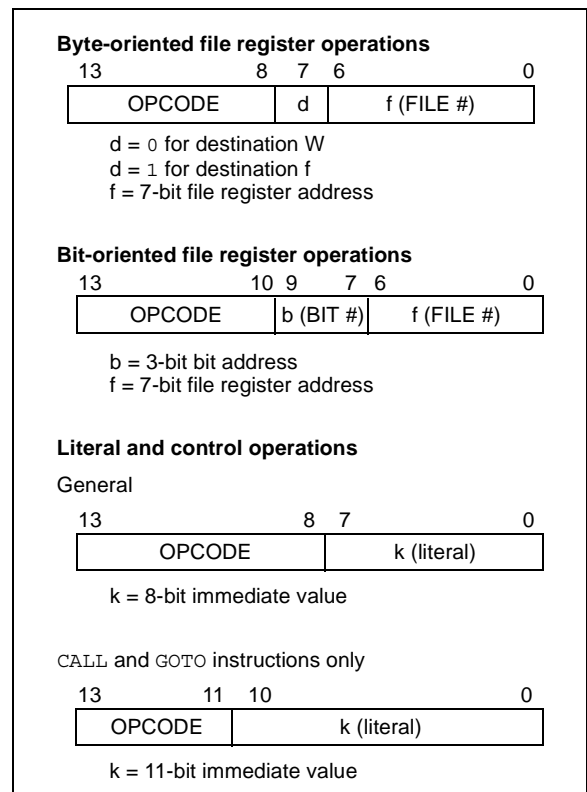 Byte-oriented file register operations
13 8 7 6 0
OPCODE d f (FILE #)
d = 0 for destination W
d = 1 for destination f
f = 7-bit file register address
Bit-oriented file register operations
13 10 9 7 6 0
OPCODE b (BIT #) f (FILE #)
b = 3-bit bit address
f = 7-bit file register address
Literal and control operations
General
13 8 7 0
OPCODE k (literal)
k = 8-bit immediate value
CALL and GOTO instructions only
13 11 10 0
OPCODE k (literal)
k = 11-bit immediate value